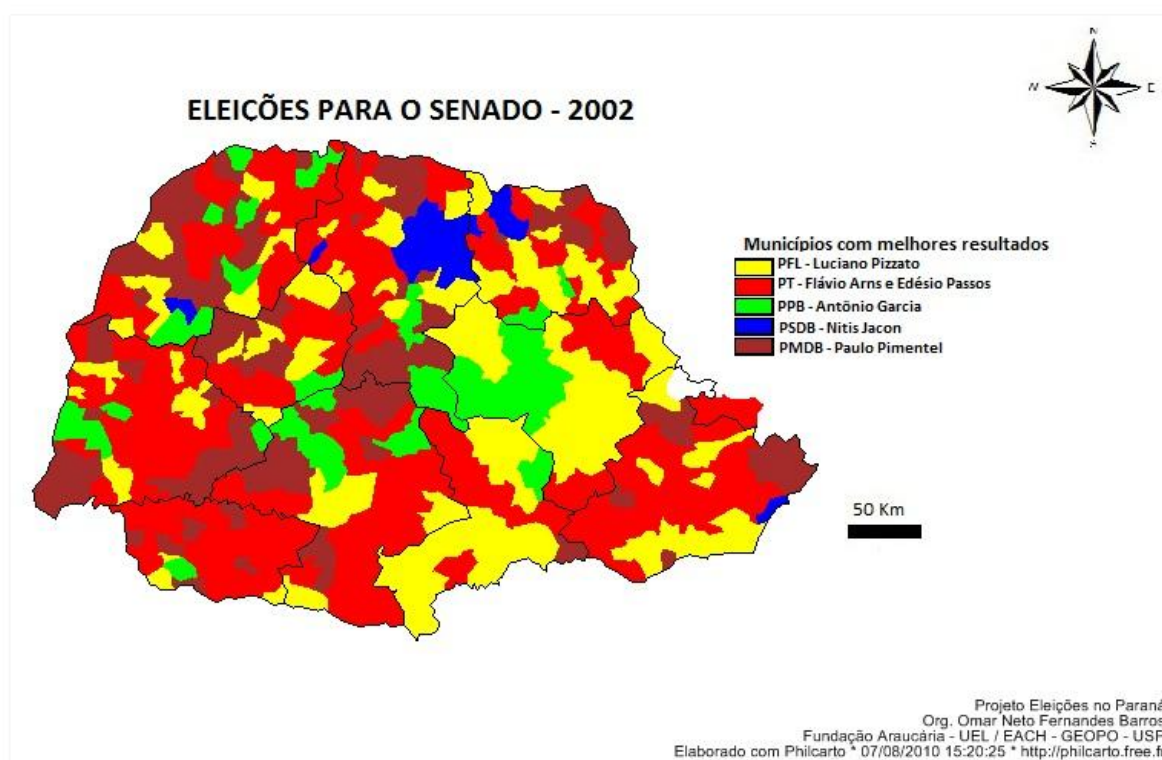 N
W
E
A
ELEIÇÕES PARA O SENADO - 2002
Municípios com melhores resultados
PFL - Luciano Pizzato
PT - Flávio Arns e Edésio Passos
PPB - Antônio Garcia
PSDB - Nitis Jacon
PMDB - Paulo Pimentel
50 Km
Projeto Eleições no Paraná
Org. Omar Neto Fernandes Barros
Fundação Araucária - UEL / EACH - GEOPO - USP
Elaborado com Philcarto * 07/08/2010 15:20:25 * http://philcarto.free.fr